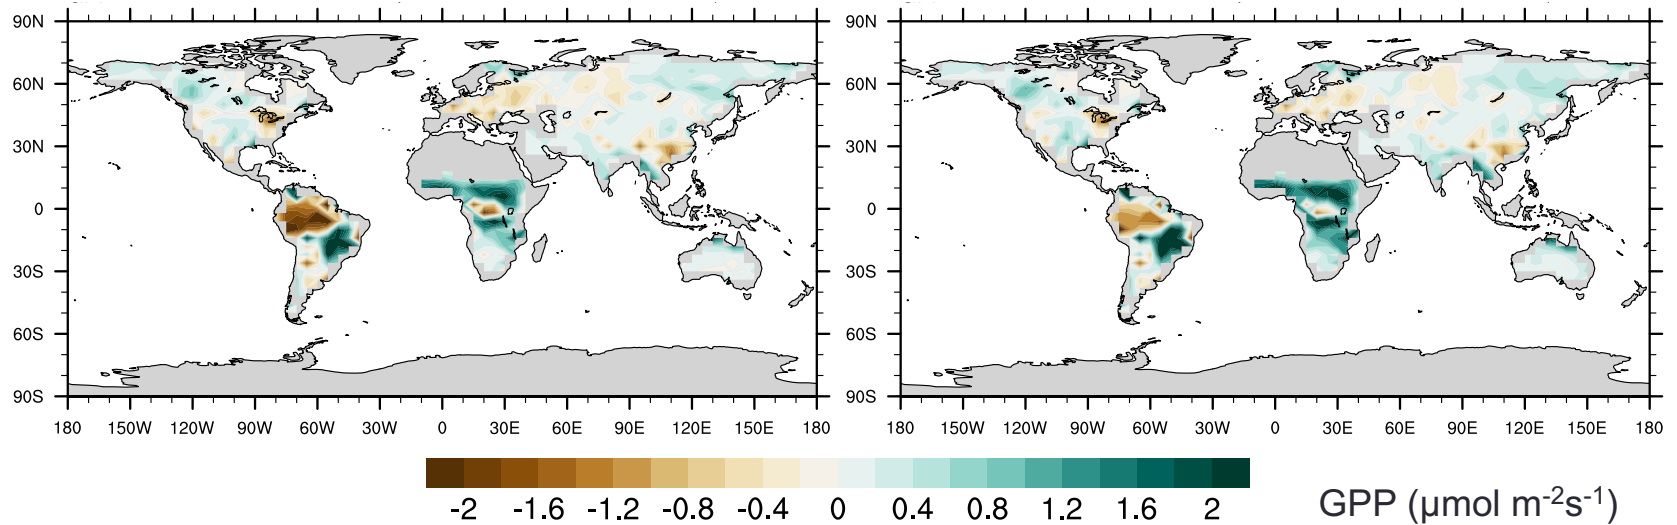 90N 90N
60N 60N
30N 30N
0 0
30S 30S
60S 60S
90S 90S
180 150W 120W 90W 60W 30W 0 30E 60E 90E 120E 150E 180 180 150W 120W 90W 60W 30W 0 30E 60E 90E 120E 150E 180
-2 -1.6 -1.2 -0.8 -0.4 0 0.4 0.8 1.2 1.6 2
GPP (µmol m-2s-1)